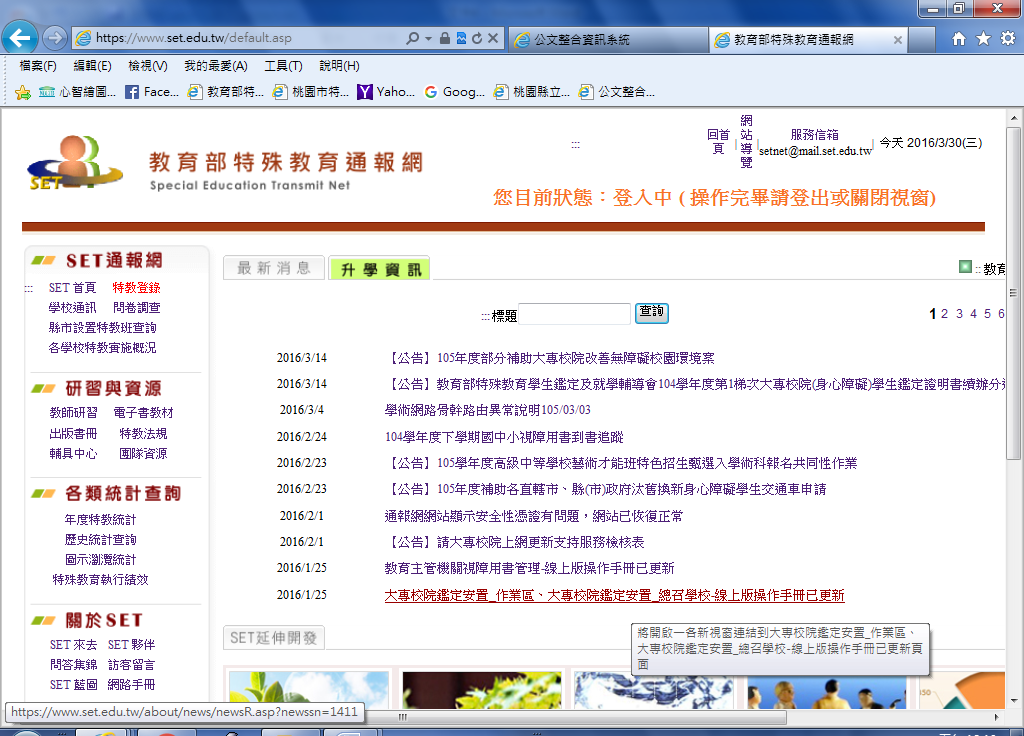 https://www.set.edu.tw/default.asp
公文整合資訊系統
教育部特殊教育通報網
檔案(F) 編輯(E) 檢視(V) 我的最愛(A) 工具(T) 說明(H)
心智繪圖... Face... 教育部特... 桃園市特... Yaho... Goog... 桃園縣立... 公文整合...
SET
教育部特殊教育通報網
Special Education Transmit Net
:::
回首頁
網站導覽
服務信箱
setnet@mail.set.edu.tw
今天 2016/3/30(三)
您目前狀態：登入中 ( 操作完畢請登出或關閉視窗)
SET通報網
::: SET 首頁 特教登錄
學校通訊 問卷調查
縣市設置特教班查詢
各學校特教實施概況
研習與資源
教師研習 電子書教材
出版書冊 特教法規
輔具中心 團隊資源
各類統計查詢
年度特教統計
歷史統計查詢
圖示瀏覽統計
特殊教育執行績效
關於SET
SET 來去 SET 夥伴
問答集錦 訪客留言
SET 藍圖 網路手冊
最新消息 升學資訊
:: 教育
:::標題 查詢
1 2 3 4 5 6
2016/3/14 【公告】105年度部分補助大專校院改善無障礙校園環境案
2016/3/14 【公告】教育部特殊教育學生鑑定及就學輔導會104學年度第1梯次大專校院(身心障礙)學生鑑定證明書續辦分
2016/3/4 學術網路骨幹路由異常說明105/03/03
2016/2/24 104學年度下學期國中小視障用書到書追蹤
2016/2/23 【公告】105學年度高級中等學校藝術才能班特色招生甄選入學術科報名共同性作業
2016/2/23 【公告】105年度補助各直轄市、縣(市)政府汰舊換新身心障礙學生交通車申請
2016/2/1 通報網網站顯示安全性憑證有問題，網站已恢復正常
2016/2/1 【公告】請大專校院上網更新支持服務檢核表
2016/1/25 教育主管機關視障用書管理-線上版操作手冊已更新
2016/1/25 大專校院鑑定安置_作業區、大專校院鑑定安置_總召學校-線上版操作手冊已更新
SET延伸開發
將開啟一各新視窗連結到大專校院鑑定安置_作業區、
大專校院鑑定安置_總召學校-線上版操作手冊已更新頁
面
150
https://www.set.edu.tw/about/news/newsR.asp?newssn=1411